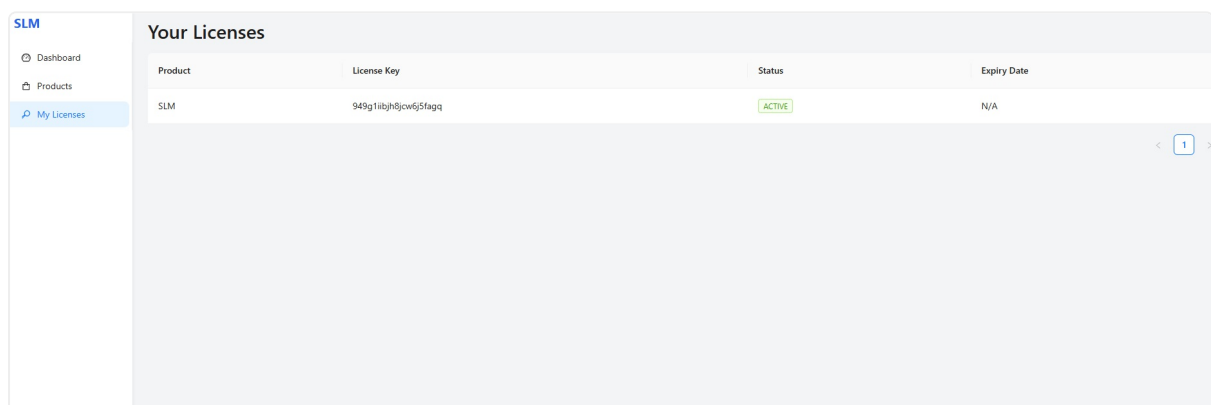 SLM
Dashboard
Products
My Licenses
Your Licenses
Product License Key Status Expiry Date
SLM 949g1iibjh8jcw6j5fagq ACTIVE N/A
1